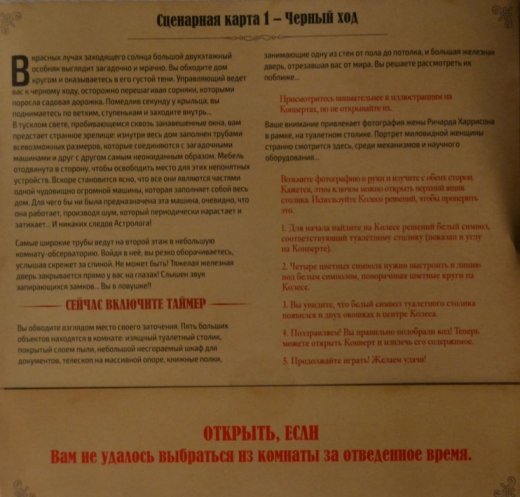 Сценарная карта 1 – Черный ход
В красных лучах заходящего солнца большой двухэтажный
особняк выглядит загадочно и мрачно. Вы обходите дом
кругом и оказываетесь в его густой тени. Управляющий ведет
вас к черному ходу, осторожно перешагивая сорняки, которыми
поросла садовая дорожка. Помедлив секунду у крыльца, вы
поднимаетесь по ветхим, ступенькам и заходите внутрь...
В тусклом свете, пробивающемся сквозь занавешенные окна, вам
предстает странное зрелище: изнутри весь дом заполнен трубами
всевозможных размеров, которые соединяются с загадочными
машинами и друг с другом самым неожиданным образом. Мебель
отодвинута в сторону, чтобы освободить место для этих непонятных
устройств. Вскоре становится ясно, что все они являются частями
одной чудовищно огромной машины, которая заполняет собой весь
дом. Для чего бы ни была предназначена эта машина, очевидно, что
она работает, производя шум, который периодически нарастает и
затихает... И никаких следов Астролога!
Самые широкие трубы ведут на второй этаж в небольшую
комнату-обсерваторию. Войдя в неё, вы резко оборачиваетесь,
услышав скрежет за спиной. Не может быть! Тяжелая железная
дверь закрывается прямо у вас на глазах! Слышен звук
запирающихся замков... Вы в ловушке!!
СЕЙЧАС ВКЛЮЧИТЕ ТАЙМЕР
Вы обводите взглядом место своего заточения. Пять больших
объектов находятся в комнате: изящный туалетный столик,
покрытый слоем пыли, небольшой несгораемый шкаф для
документов, телескоп на массивной опоре, книжные полки,
занимающие одну из стен от пола до потолка, и большая железная
дверь, отрезавшая вас от мира. Вы решаете рассмотреть их
поближе...
Присмотритесь внимательнее к иллюстрациям на
Конвертах, но не открывайте их.
Ваше внимание привлекает фотография жены Ричарда Харрисона
в рамке, на туалетном столике. Портрет миловидной женщины
странно смотрится здесь, среди механизмов и научного
оборудования...
Возьмите фотографию в руки и изучите с обеих сторон.
Кажется, этим ключом можно открыть верхний ящик
столика. Используйте Колесо решений, чтобы проверить
это.
1. Для начала найдите на Колесе решений белый символ,
соответствующий туалетному столику (показан в углу
на Конверте).
2. Четыре цветных символа нужно выстроить в линию
под белым символом, поворачивая цветные круги на
Колесе.
3. Вы увидите, что белый символ туалетного столика
появился в двух окошках в центре Колеса.
4. Поздравляем! Вы правильно подобрали код! Теперь
можете открыть Конверт и извлечь его содержимое.
5. Продолжайте играть! Желаем удачи!
ОТКРЫТЬ, ЕСЛИ
Вам не удалось выбраться из комнаты за отведенное время.